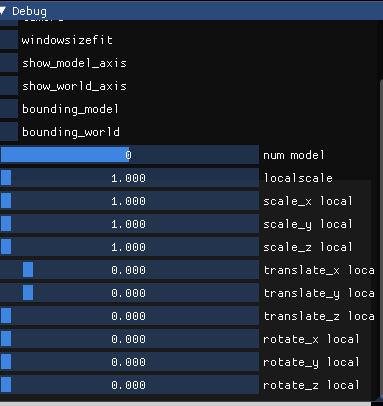 Debug
windowsizefit
show_model_axis
show_world_axis
bounding_model
bounding_world
0 num model
1.000 localscale
1.000 scale_x local
1.000 scale_y local
1.000 scale_z local
0.000 translate_x loca
0.000 translate_y loca
0.000 translate_z loca
0.000 rotate_x local
0.000 rotate_y local
0.000 rotate_z local